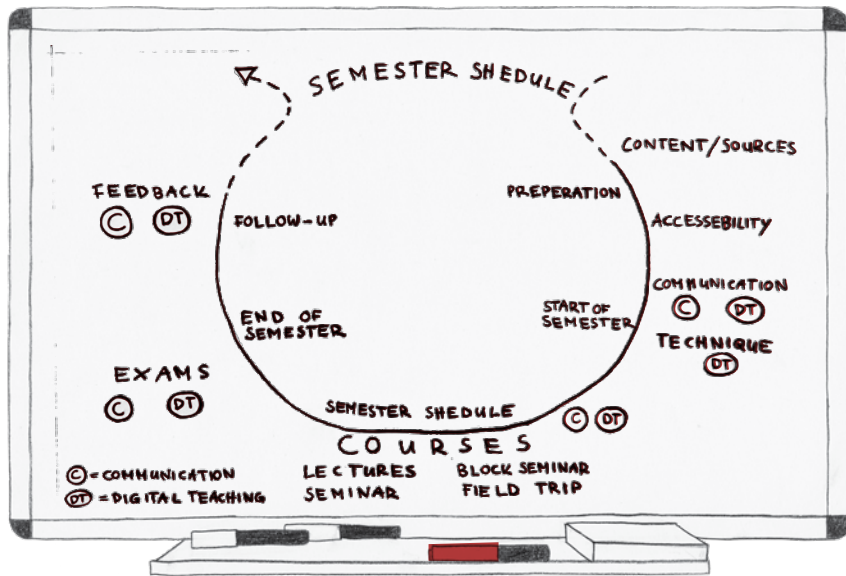 SEMESTER SHEDULE
CONTENT/SOURCES
PREPERATION
ACCESSEBILITY
COMMUNICATION
C DT
START OF
SEMESTER
TECHNIQUE
DT
SEMESTER SHEDULE
C DT
COURSES
LECTURES BLOCK SEMINAR
SEMINAR FIELD TRIP
END OF
SEMESTER
EXAMS
C DT
FOLLOW-UP
FEEDBACK
C DT
C = COMMUNICATION
DT = DIGITAL TEACHING